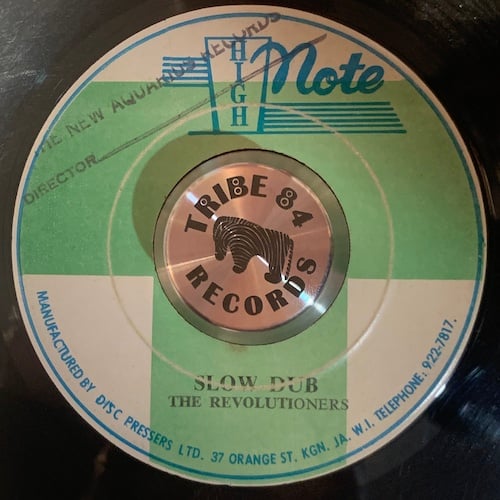 THE NEW AQUARIUS RECORDS
DIRECTOR
HIGH Note
TRIBE 84
RECORDS
SLOW DUB
THE REVOLUTIONERS
MANUFACTURED BY DISC PRESSERS LTD. 37 ORANGE ST. KGN. JA. W.I. TELEPHONE: 922-7817.